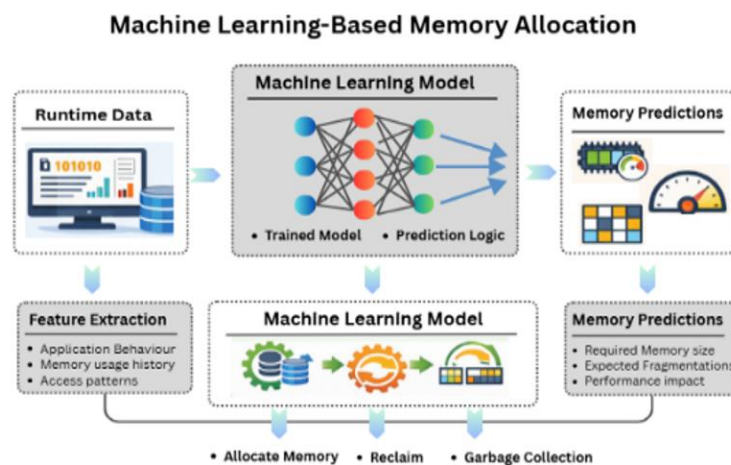 Machine Learning-Based Memory Allocation
Runtime Data
101010
Machine Learning Model
• Trained Model
• Prediction Logic
Memory Predictions
Feature Extraction
• Application Behaviour
• Memory usage history
• Access patterns
Machine Learning Model
Memory Predictions
• Required Memory size
• Expected Fragmentations
• Performance impact
• Allocate Memory
• Reclaim
• Garbage Collection